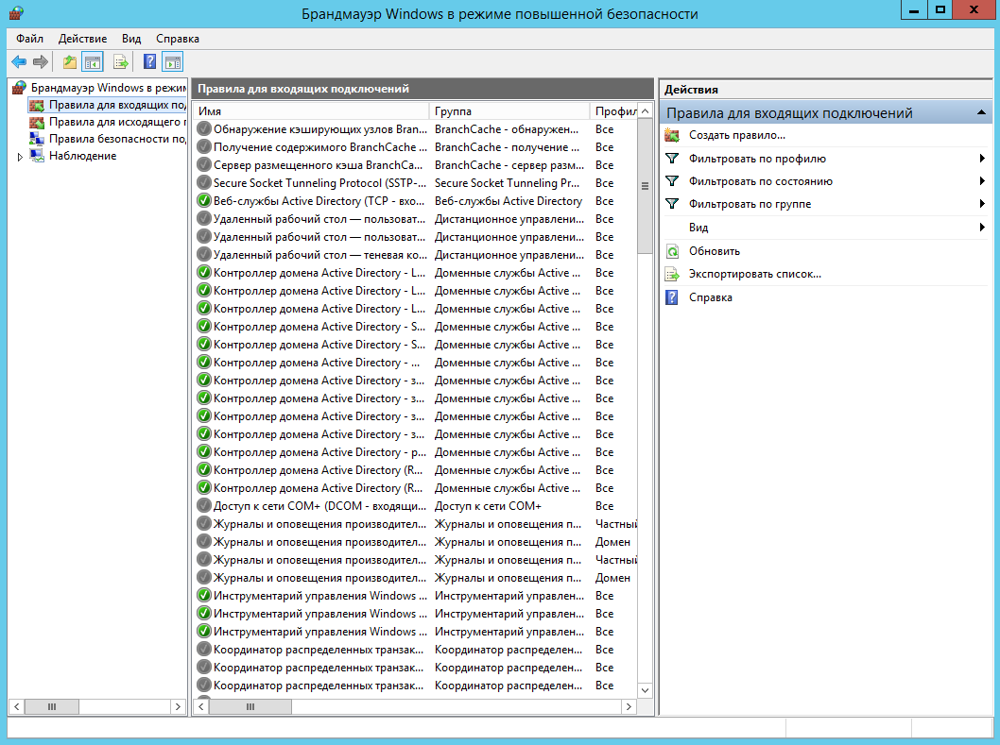 Брандмауэр Windows в режиме повышенной безопасности
Файл Действие Вид Справка
Брандмауэр Windows в режи
Правила для входящих по
Правила для исходящего п
Правила безопасности по
Наблюдение
Правила для входящих подключений
Имя Группа Профил
Обнаружение кэширующих узлов Bran... BranchCache - обнаружен... Все
Получение содержимого BranchCache ... BranchCache - получение ... Все
Сервер размещенного кэша BranchCa... BranchCache - сервер разм... Все
Secure Socket Tunneling Protocol (SSTP-... Secure Socket Tunneling Pr... Все
Веб-службы Active Directory (TCP - вхо... Веб-службы Active Directory Все
Удаленный рабочий стол — пользоват... Дистанционное управлени... Все
Удаленный рабочий стол — пользоват... Дистанционное управлени... Все
Удаленный рабочий стол — теневая ко... Дистанционное управлени... Все
Контроллер домена Active Directory - L... Доменные службы Active ... Все
Контроллер домена Active Directory - L... Доменные службы Active ... Все
Контроллер домена Active Directory - L... Доменные службы Active ... Все
Контроллер домена Active Directory - S... Доменные службы Active ... Все
Контроллер домена Active Directory - S... Доменные службы Active ... Все
Контроллер домена Active Directory - ... Доменные службы Active ... Все
Контроллер домена Active Directory - э... Доменные службы Active ... Все
Контроллер домена Active Directory - э... Доменные службы Active ... Все
Контроллер домена Active Directory - э... Доменные службы Active ... Все
Контроллер домена Active Directory - э... Доменные службы Active ... Все
Контроллер домена Active Directory - р... Доменные службы Active ... Все
Контроллер домена Active Directory (R... Доменные службы Active ... Все
Контроллер домена Active Directory (R... Доменные службы Active ... Все
Доступ к сети COM+ (DCOM - входящи... Доступ к сети COM+ Все
Журналы и оповещения производител... Журналы и оповещения п... Частный
Журналы и оповещения производител... Журналы и оповещения п... Домен
Журналы и оповещения производител... Журналы и оповещения п... Частный
Журналы и оповещения производител... Журналы и оповещения п... Домен
Инструментарий управления Windows ... Инструментарий управлен... Все
Инструментарий управления Windows ... Инструментарий управлен... Все
Инструментарий управления Windows ... Инструментарий управлен... Все
Координатор распределенных транзак... Координатор распределен... Все
Координатор распределенных транзак... Координатор распределен... Все
Координатор распределенных транзак... Координатор распределен... Все
Действия
Правила для входящих подключений
Создать правило...
Фильтровать по профилю
Фильтровать по состоянию
Фильтровать по группе
Вид
Обновить
Экспортировать список...
Справка